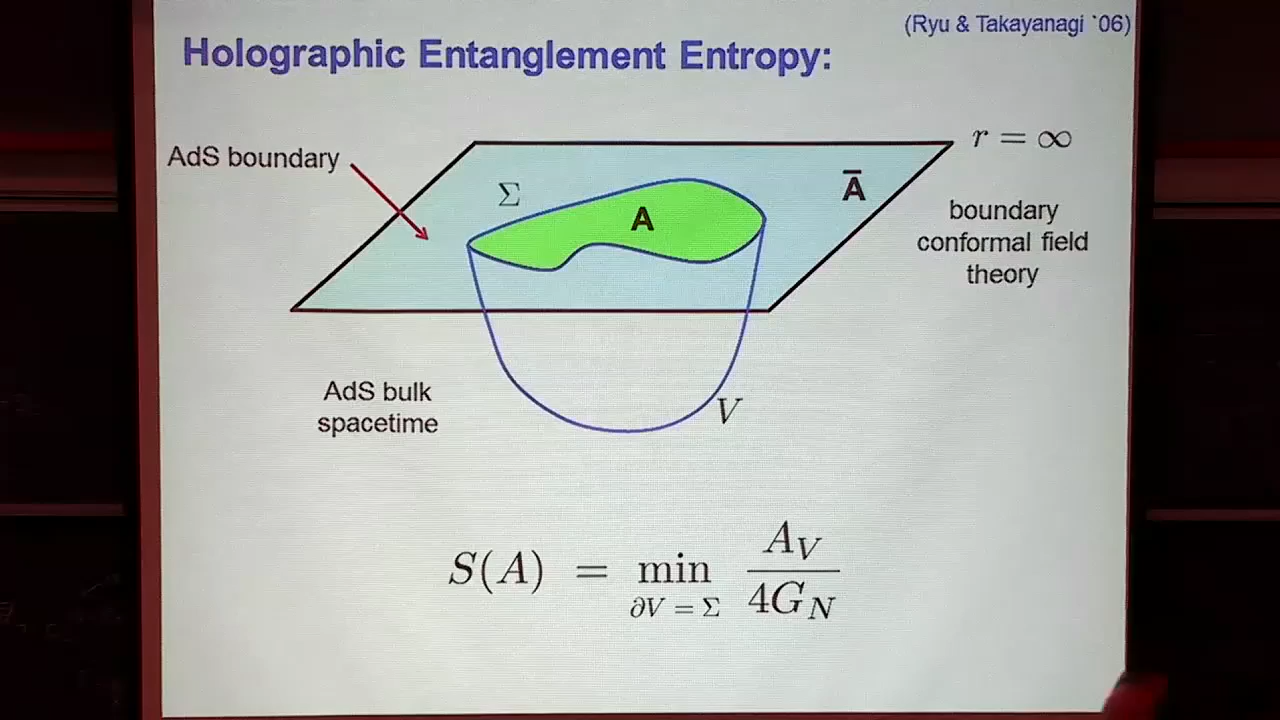 (Ryu & Takayanagi `06)
Holographic Entanglement Entropy:
AdS boundary
r = ∞
Σ
A
Ā
boundary
conformal field
theory
AdS bulk
spacetime
V
S(A) = min A_V
∂V = Σ 4G_N